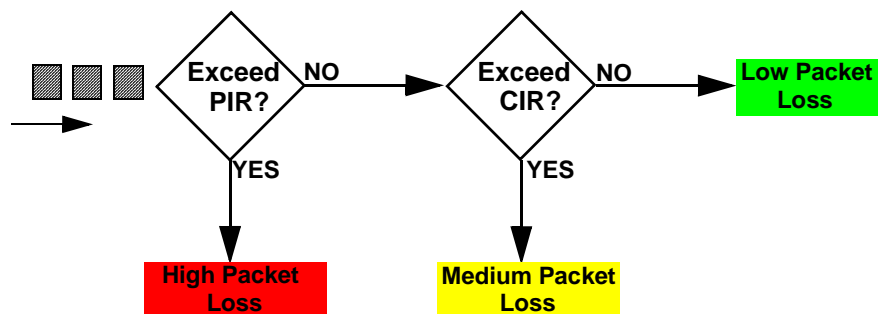 Exceed
PIR?
NO
YES
High Packet
Loss
Exceed
CIR?
NO
YES
Medium Packet
Loss
Low Packet
Loss